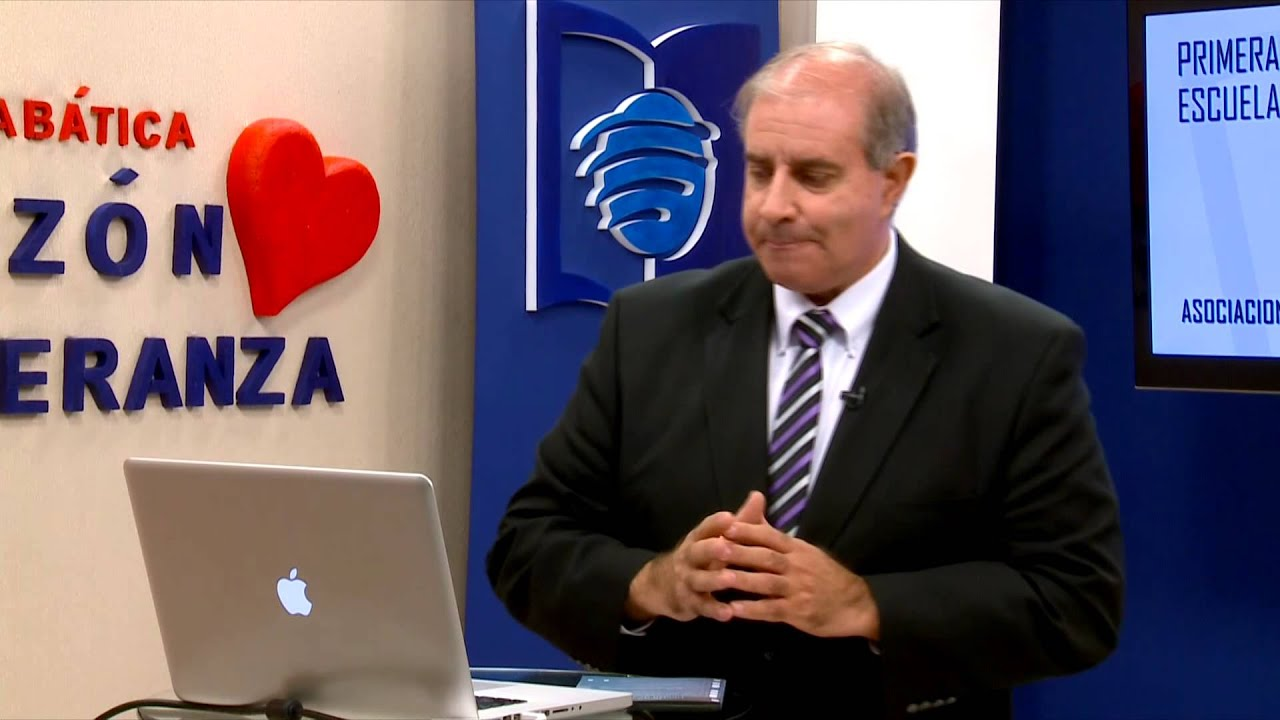 ABÁTICA
ZÓN
ERANZA
PRIMERA
ESCUELA
ASOCIACION